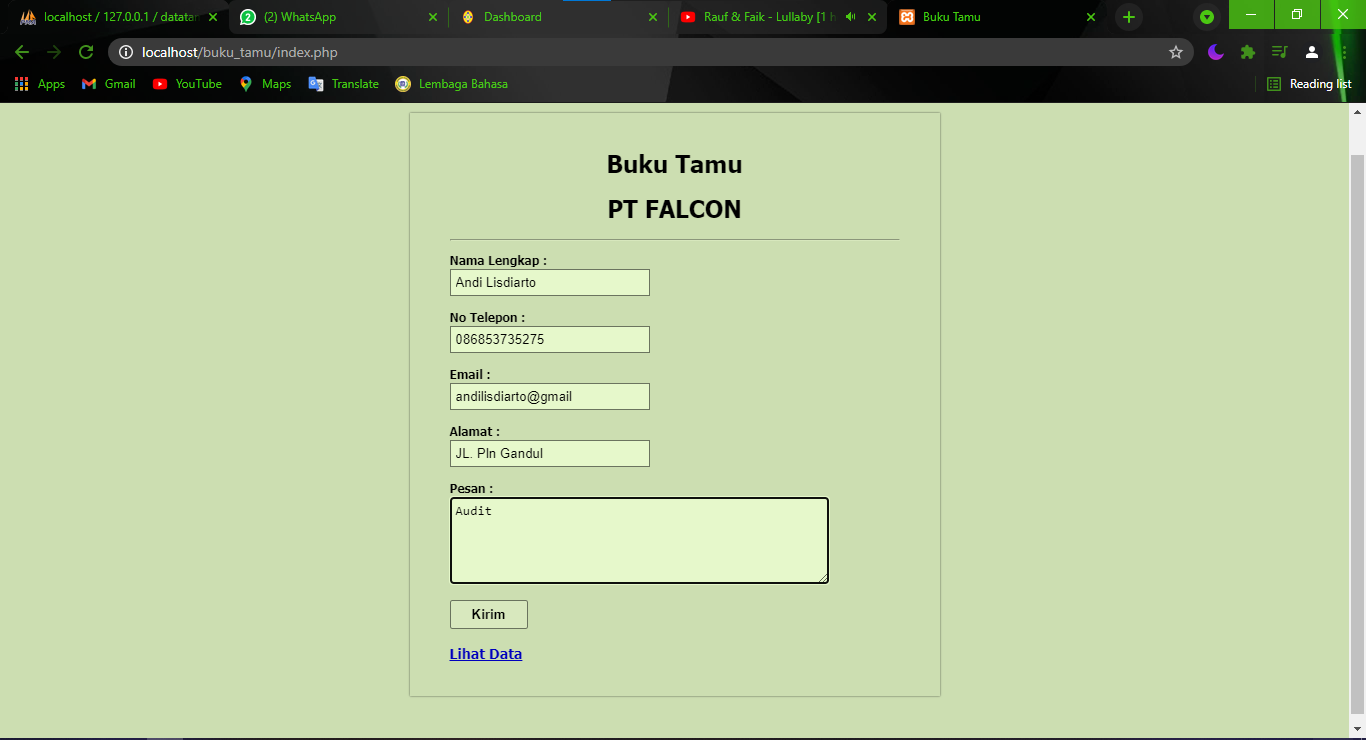 localhost / 127.0.0.1 / datatan
(2) WhatsApp
Dashboard
Rauf & Faik - Lullaby [1 h
Buku Tamu
localhost/buku_tamu/index.php
Apps
Gmail
YouTube
Maps
Translate
Lembaga Bahasa
Reading list
Buku Tamu
PT FALCON
Nama Lengkap :
Andi Lisdiarto
No Telepon :
086853735275
Email :
andilisdiarto@gmail
Alamat :
JL. Pln Gandul
Pesan :
Audit
Kirim
Lihat Data